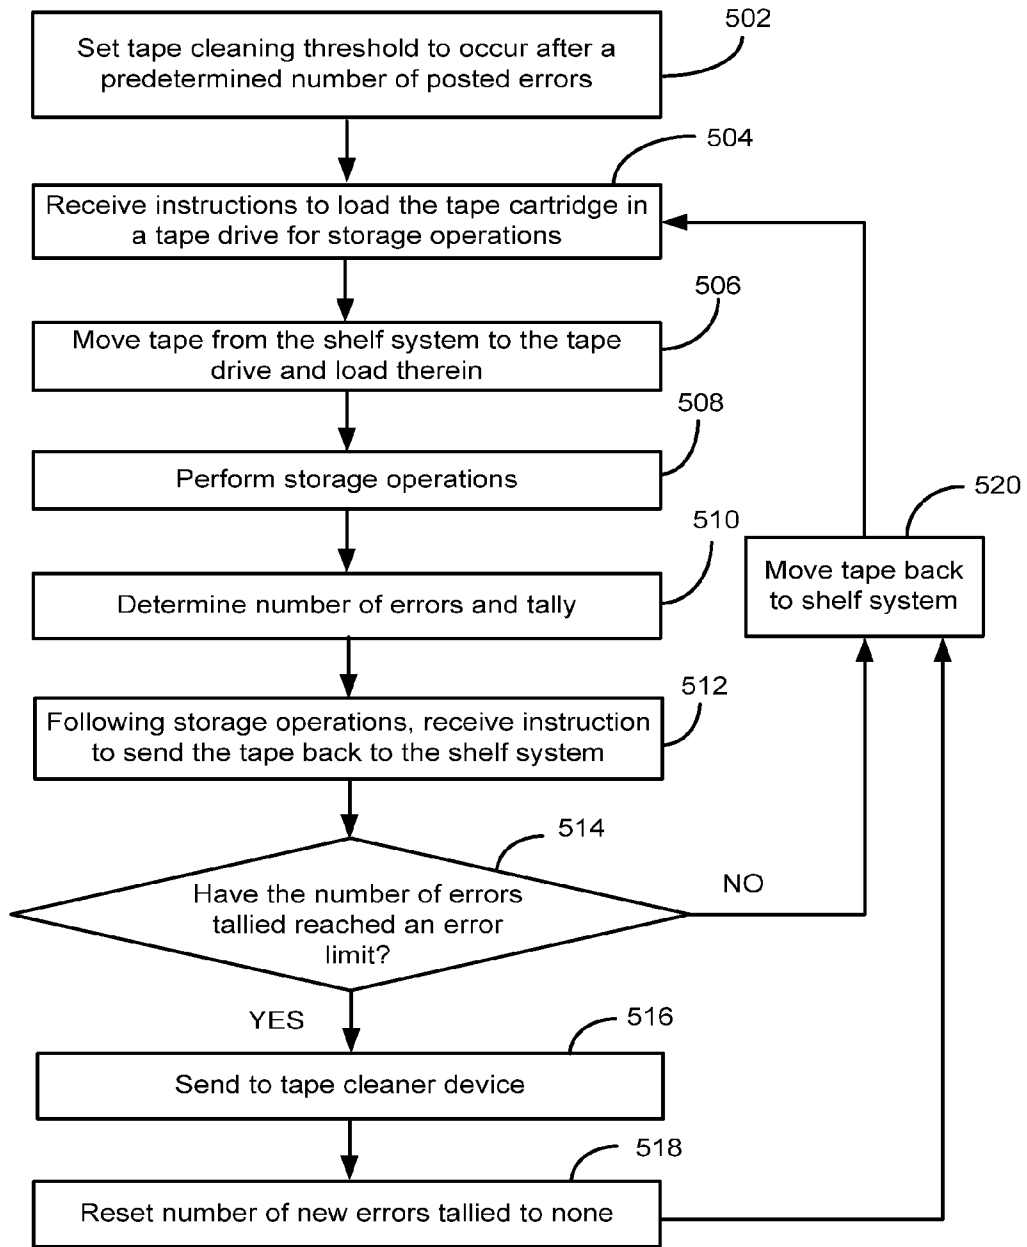 502
Set tape cleaning threshold to occur after a
predetermined number of posted errors
504
Receive instructions to load the tape cartridge in
a tape drive for storage operations
506
Move tape from the shelf system to the tape
drive and load therein
508
Perform storage operations
520
510
Move tape back
to shelf system
Determine number of errors and tally
512
Following storage operations, receive instruction
to send the tape back to the shelf system
514
Have the number of errors
tallied reached an error
limit?
NO
YES
516
Send to tape cleaner device
518
Reset number of new errors tallied to none